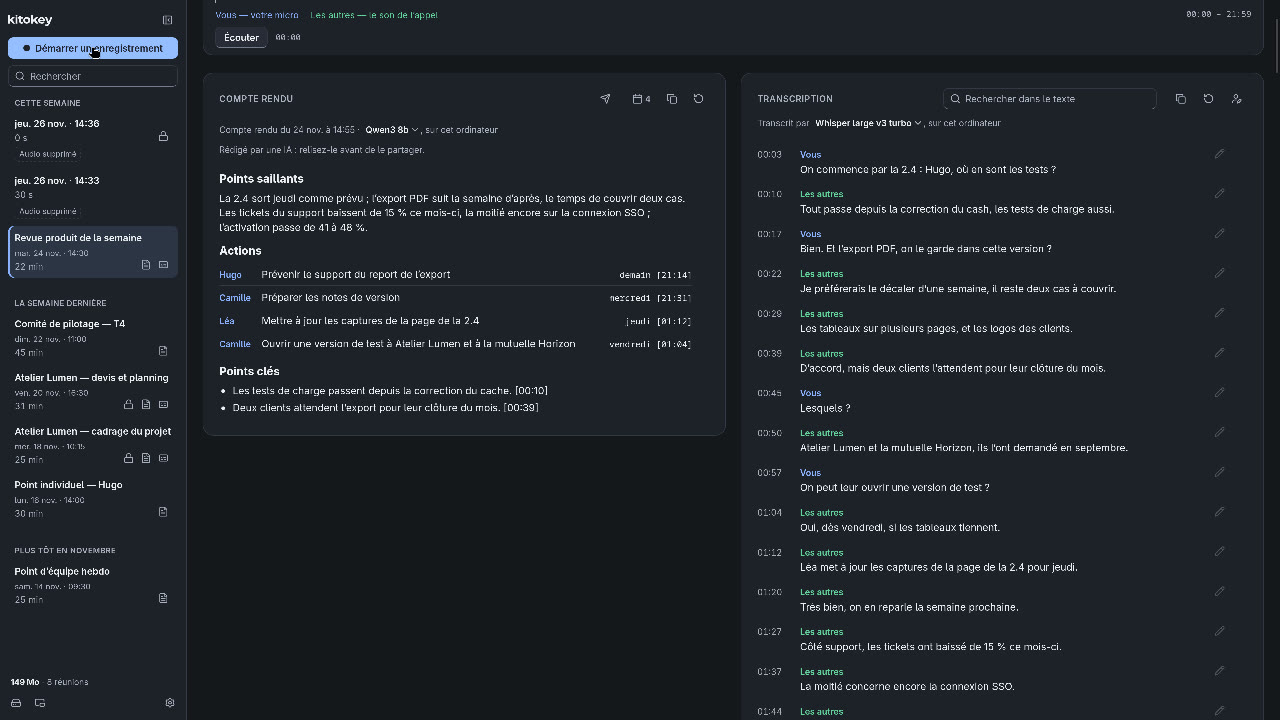 kitokey
Démarrer un enregistrement
Rechercher
CETTE SEMAINE
jeu. 26 nov. · 14:36
0 s
Audio supprimé
jeu. 26 nov. · 14:33
30 s
Audio supprimé
Revue produit de la semaine
mar. 24 nov. · 14:30
22 min
LA SEMAINE DERNIÈRE
Comité de pilotage — T4
dim. 22 nov. · 11:00
45 min
Atelier Lumen — devis et planning
ven. 20 nov. · 16:30
31 min
Atelier Lumen — cadrage du projet
mer. 18 nov. · 10:15
25 min
Point individuel — Hugo
lun. 16 nov. · 14:00
30 min
PLUS TÔT EN NOVEMBRE
Point d'équipe hebdo
sam. 14 nov. · 09:30
25 min
149 Mo · 8 réunions
Vous — votre micro Les autres — le son de l'appel
00:00 – 21:59
Écouter 00:00
COMPTE RENDU
4
Compte rendu du 24 nov. à 14:55 · Qwen3 8b, sur cet ordinateur
Rédigé par une IA : relisez-le avant de le partager.
Points saillants
La 2.4 sort jeudi comme prévu ; l'export PDF suit la semaine d'après, le temps de couvrir deux cas.
Les tickets du support baissent de 15 % ce mois-ci, la moitié encore sur la connexion SSO ;
l'activation passe de 41 à 48 %.
Actions
Hugo Prévenir le support du report de l'export demain [21:14]
Camille Préparer les notes de version mercredi [21:31]
Léa Mettre à jour les captures de la page de la 2.4 jeudi [01:12]
Camille Ouvrir une version de test à Atelier Lumen et à la mutuelle Horizon vendredi [01:04]
Points clés
• Les tests de charge passent depuis la correction du cache. [00:10]
• Deux clients attendent l'export pour leur clôture du mois. [00:39]
TRANSCRIPTION
Rechercher dans le texte
Transcrit par Whisper large v3 turbo, sur cet ordinateur
00:03 Vous
On commence par la 2.4 : Hugo, où en sont les tests ?
00:10 Les autres
Tout passe depuis la correction du cash, les tests de charge aussi.
00:17 Vous
Bien. Et l'export PDF, on le garde dans cette version ?
00:22 Les autres
Je préférerais le décaler d'une semaine, il reste deux cas à couvrir.
00:29 Les autres
Les tableaux sur plusieurs pages, et les logos des clients.
00:39 Les autres
D'accord, mais deux clients l'attendent pour leur clôture du mois.
00:45 Vous
Lesquels ?
00:50 Les autres
Atelier Lumen et la mutuelle Horizon, ils l'ont demandé en septembre.
00:57 Vous
On peut leur ouvrir une version de test ?
01:04 Les autres
Oui, dès vendredi, si les tableaux tiennent.
01:12 Les autres
Léa met à jour les captures de la page de la 2.4 pour jeudi.
01:20 Les autres
Très bien, on en reparle la semaine prochaine.
01:27 Les autres
Côté support, les tickets ont baissé de 15 % ce mois-ci.
01:37 Les autres
La moitié concerne encore la connexion SSO.
01:44 Les autres